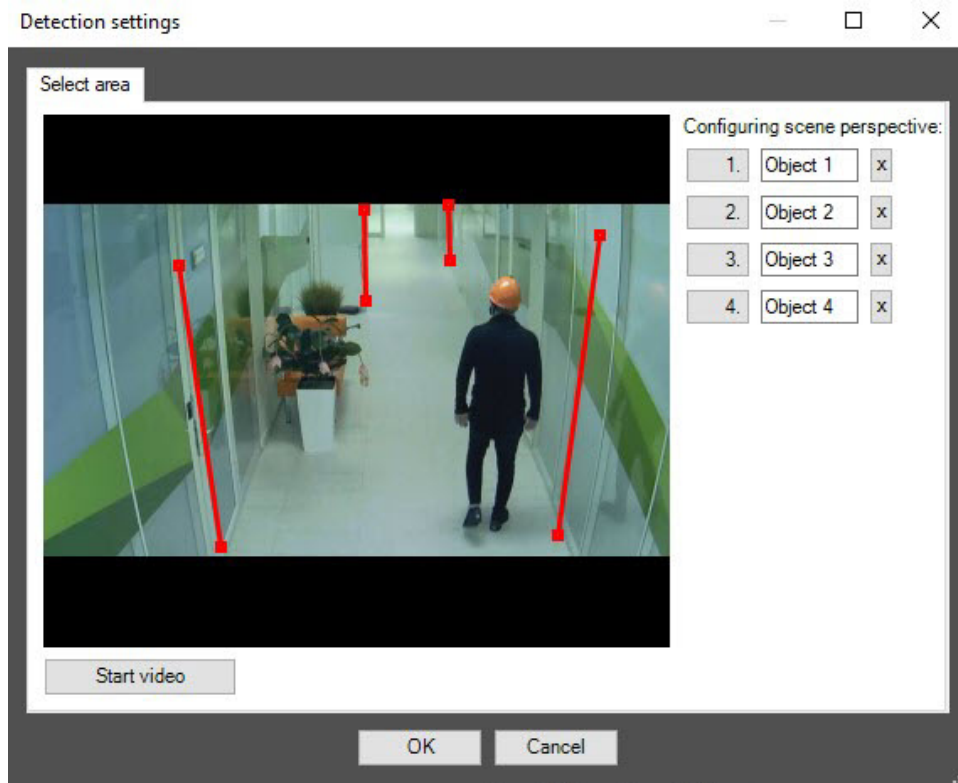 Detection settings
Select area
Configuring scene perspective:
1. Object 1 x
2. Object 2 x
3. Object 3 x
4. Object 4 x
Start video
OK Cancel